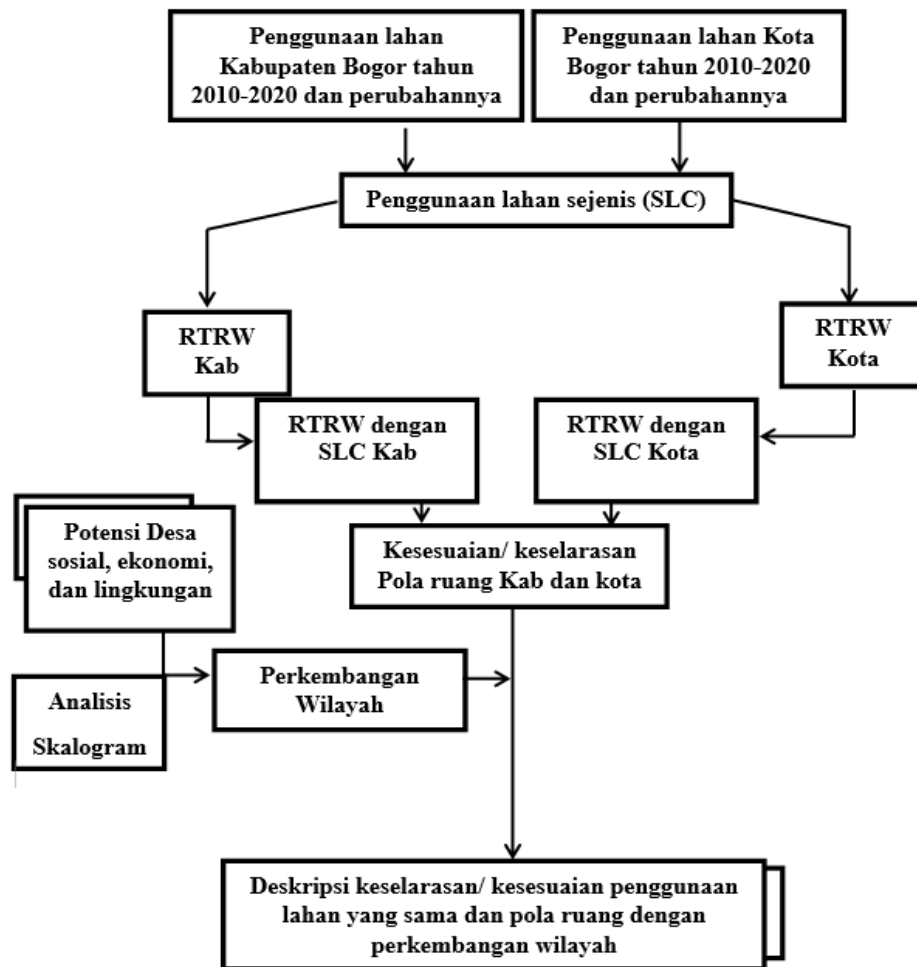 Penggunaan lahan
Kabupaten Bogor tahun
2010-2020 dan perubahannya
Penggunaan lahan Kota
Bogor tahun 2010-2020
dan perubahannya
Penggunaan lahan sejenis (SLC)
RTRW
Kab
RTRW
Kota
RTRW dengan
SLC Kab
RTRW dengan
SLC Kota
Potensi Desa
sosial, ekonomi,
dan lingkungan
Kesesuaian/ keselarasan
Pola ruang Kab dan kota
Analisis
Skalogram
Perkembangan
Wilayah
Deskripsi keselarasan/ kesesuaian penggunaan
lahan yang sama dan pola ruang dengan
perkembangan wilayah